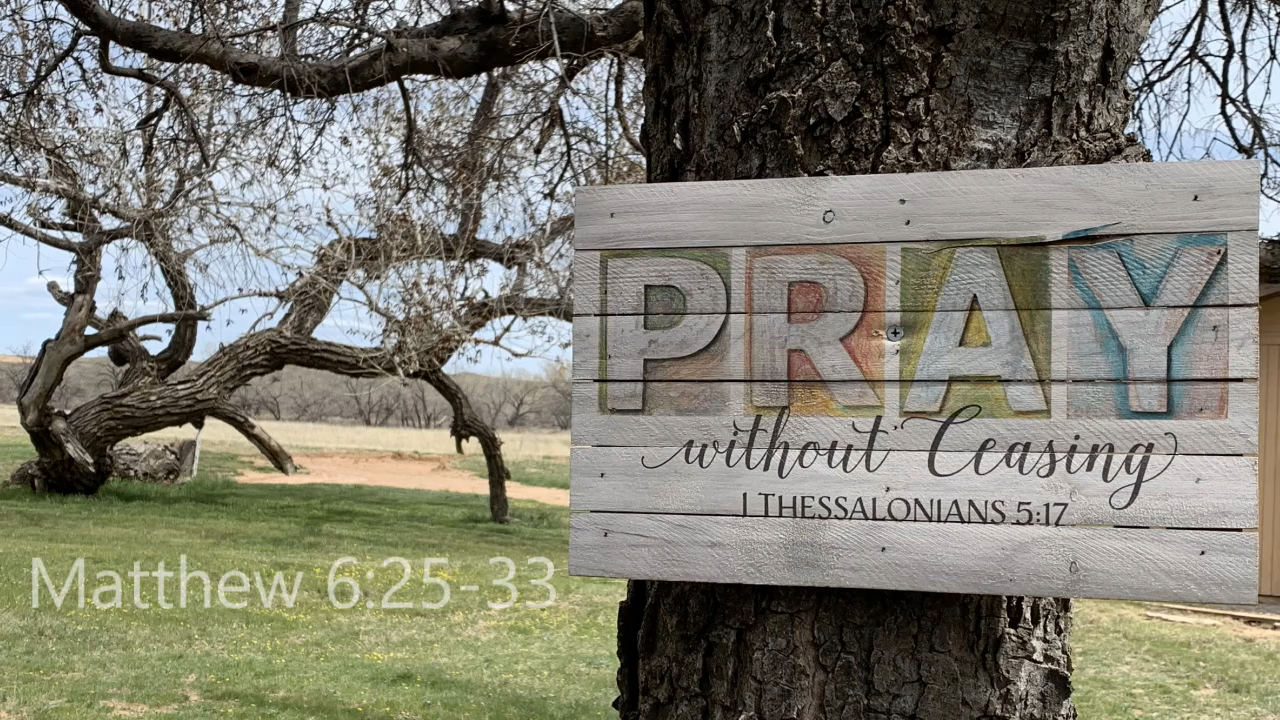 PRAY
without Ceasing
1 THESSALONIANS 5:17
Matthew 6:25-33